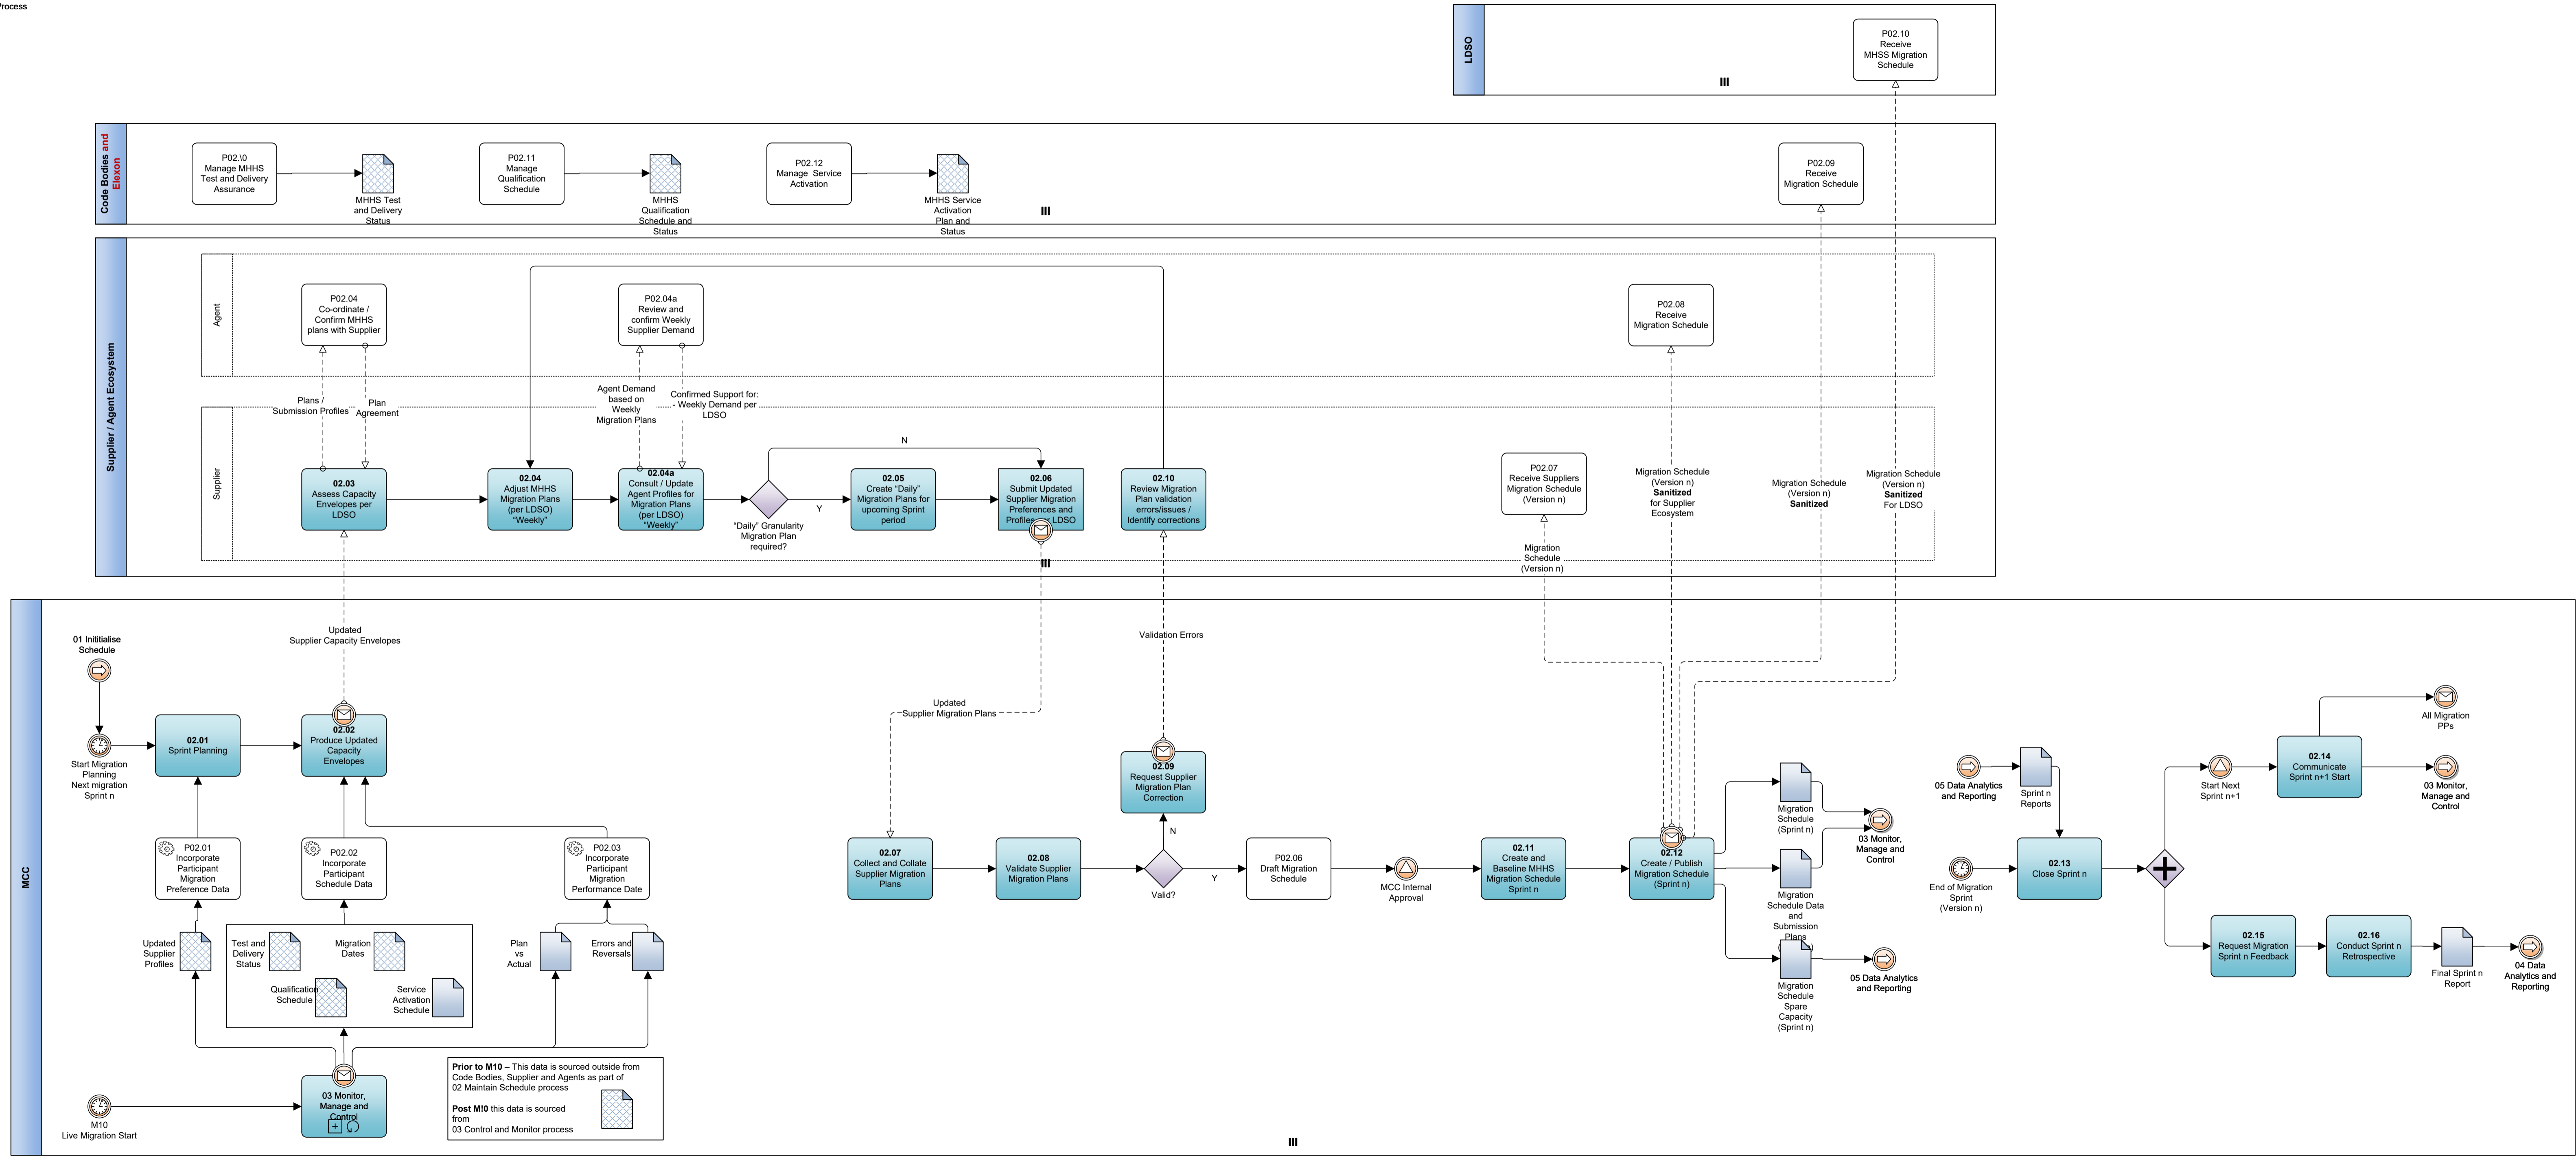 Process
LDSO
P02.10
Receive
MHSS Migration
Schedule
Code Bodies and
Elexon
P02.\0
Manage MHHS
Test and Delivery
Assurance
MHHS Test
and Delivery
Status
P02.11
Manage
Qualification
Schedule
MHHS
Qualification
Schedule and
Status
P02.12
Manage Service
Activation
MHHS Service
Activation
Plan and
Status
P02.09
Receive
Migration Schedule
Supplier / Agent Ecosystem
Agent
P02.04
Co-ordinate /
Confirm MHHS
plans with Supplier
P02.04a
Review and
confirm Weekly
Supplier Demand
P02.08
Receive
Migration Schedule
Plans /
Submission Profiles
Plan
Agreement
Agent Demand
based on
Weekly
Migration Plans
Confirmed Support for:
- Weekly Demand per
LDSO
Supplier
02.03
Assess Capacity
Envelopes per
LDSO
02.04
Adjust MHHS
Migration Plans
(per LDSO)
“Weekly”
02.04a
Consult / Update
Agent Profiles for
Migration Plans
(per LDSO)
“Weekly”
N
Y
“Daily” Granularity
Migration Plan
required?
02.05
Create “Daily”
Migration Plans for
upcoming Sprint
period
02.06
Submit Updated
Supplier Migration
Preferences and
Profiles per LDSO
02.10
Review Migration
Plan validation
errors/issues /
Identify corrections
P02.07
Receive Suppliers
Migration Schedule
(Version n)
Migration
Schedule
(Version n)
Migration Schedule
(Version n)
Sanitized
for Supplier
Ecosystem
Migration Schedule
(Version n)
Sanitized
Migration Schedule
(Version n)
Sanitized
For LDSO
MCC
01 Inititialise
Schedule
Start Migration
Planning
Next migration
Sprint n
02.01
Sprint Planning
Updated
Supplier Capacity Envelopes
02.02
Produce Updated
Capacity
Envelopes
P02.01
Incorporate
Participant
Migration
Preference Data
P02.02
Incorporate
Participant
Schedule Data
P02.03
Incorporate
Participant
Migration
Performance Date
Updated
Supplier
Profiles
Test and
Delivery
Status
Migration
Dates
Qualification
Schedule
Service
Activation
Schedule
Plan
vs
Actual
Errors and
Reversals
M10
Live Migration Start
03 Monitor,
Manage and
Control
Prior to M10 – This data is sourced outside from
Code Bodies, Supplier and Agents as part of
02 Maintain Schedule process
Post M!0 this data is sourced
from
03 Control and Monitor process
Updated
Supplier Migration Plans
Validation Errors
02.07
Collect and Collate
Supplier Migration
Plans
02.08
Validate Supplier
Migration Plans
02.09
Request Supplier
Migration Plan
Correction
N
Y
Valid?
P02.06
Draft Migration
Schedule
MCC Internal
Approval
02.11
Create and
Baseline MHHS
Migration Schedule
Sprint n
02.12
Create / Publish
Migration Schedule
(Sprint n)
Migration
Schedule
(Sprint n)
Migration
Schedule Data
and
Submission
Plans
Migration
Schedule
Spare
Capacity
(Sprint n)
03 Monitor,
Manage and
Control
05 Data Analytics
and Reporting
05 Data Analytics
and Reporting
Sprint n
Reports
End of Migration
Sprint
(Version n)
02.13
Close Sprint n
Start Next
Sprint n+1
02.14
Communicate
Sprint n+1 Start
All Migration
PPs
03 Monitor,
Manage and
Control
02.15
Request Migration
Sprint n Feedback
02.16
Conduct Sprint n
Retrospective
Final Sprint n
Report
04 Data
Analytics and
Reporting